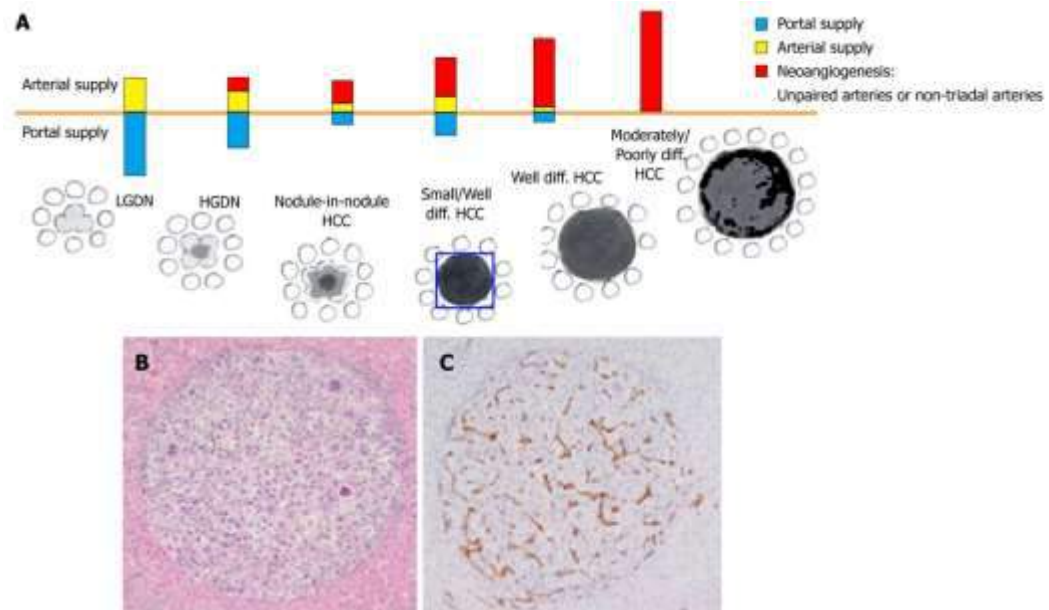 A
Portal supply
Arterial supply
Neoangiogenesis:
Unpaired arteries or non-triadal arteries
Arterial supply
Portal supply
LGDN
HGDN
Nodule-in-nodule
HCC
Small/Well
diff. HCC
Well diff. HCC
Moderately/
Poorly diff.
HCC
B
C